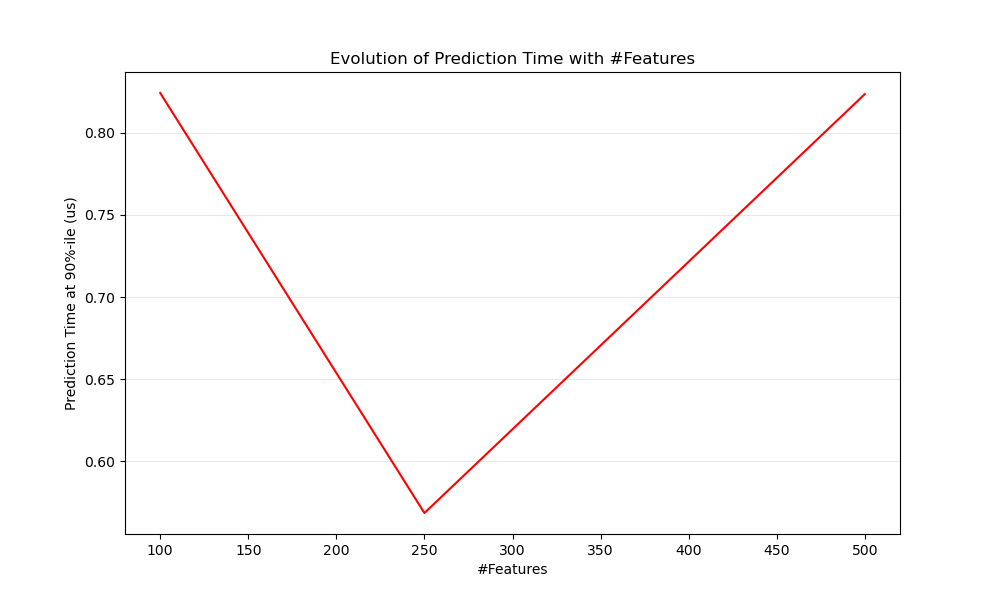 Evolution of Prediction Time with #Features
Prediction Time at 90%-ile (us)
0.80
0.75
0.70
0.65
0.60
100 150 200 250 300 350 400 450 500
#Features